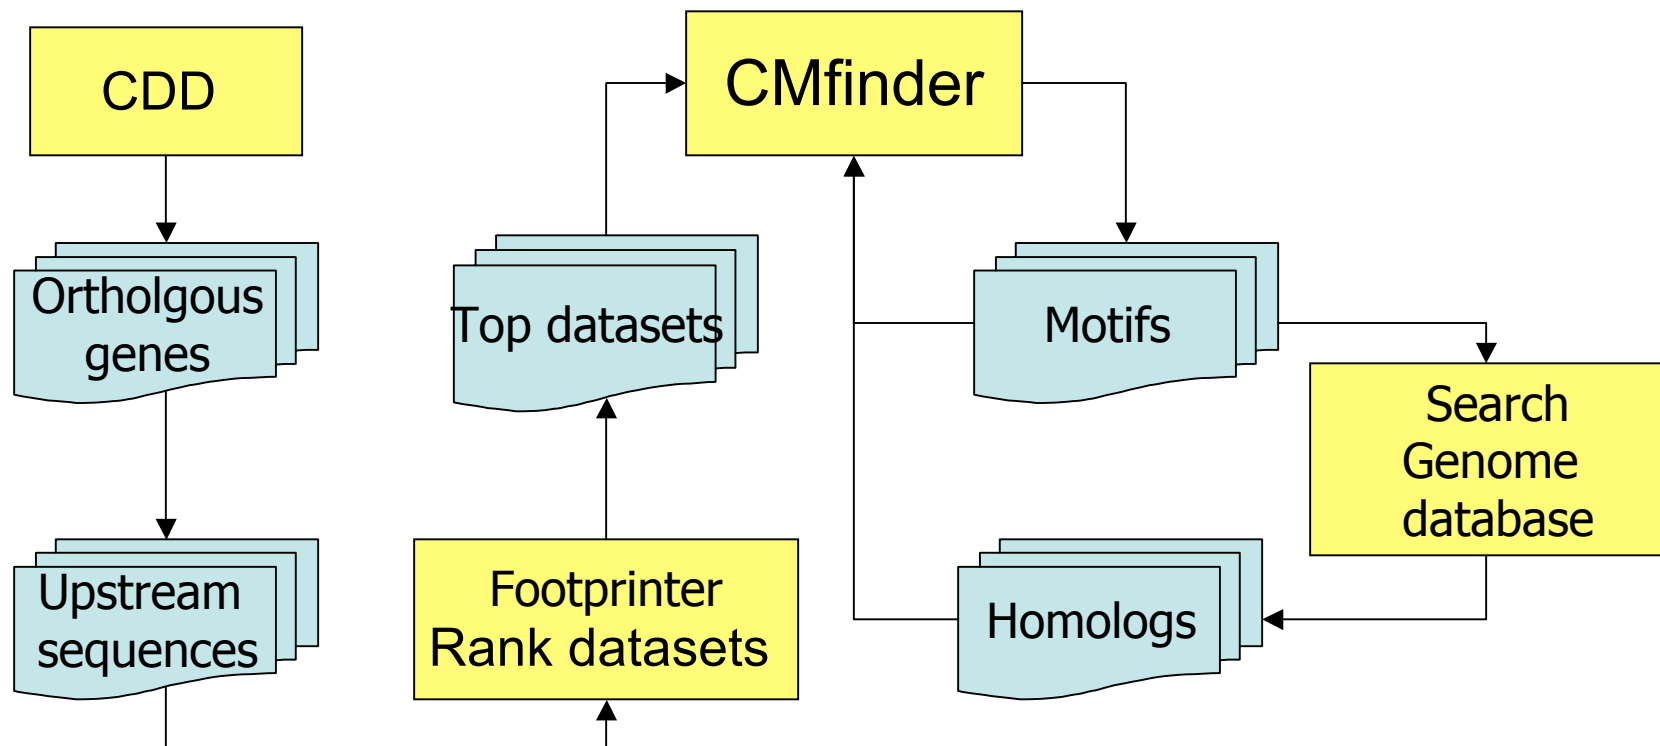 CDD
Ortholgous
genes
Upstream
sequences
CMfinder
Top datasets
Footprinter
Rank datasets
Motifs
Search
Genome
database
Homologs